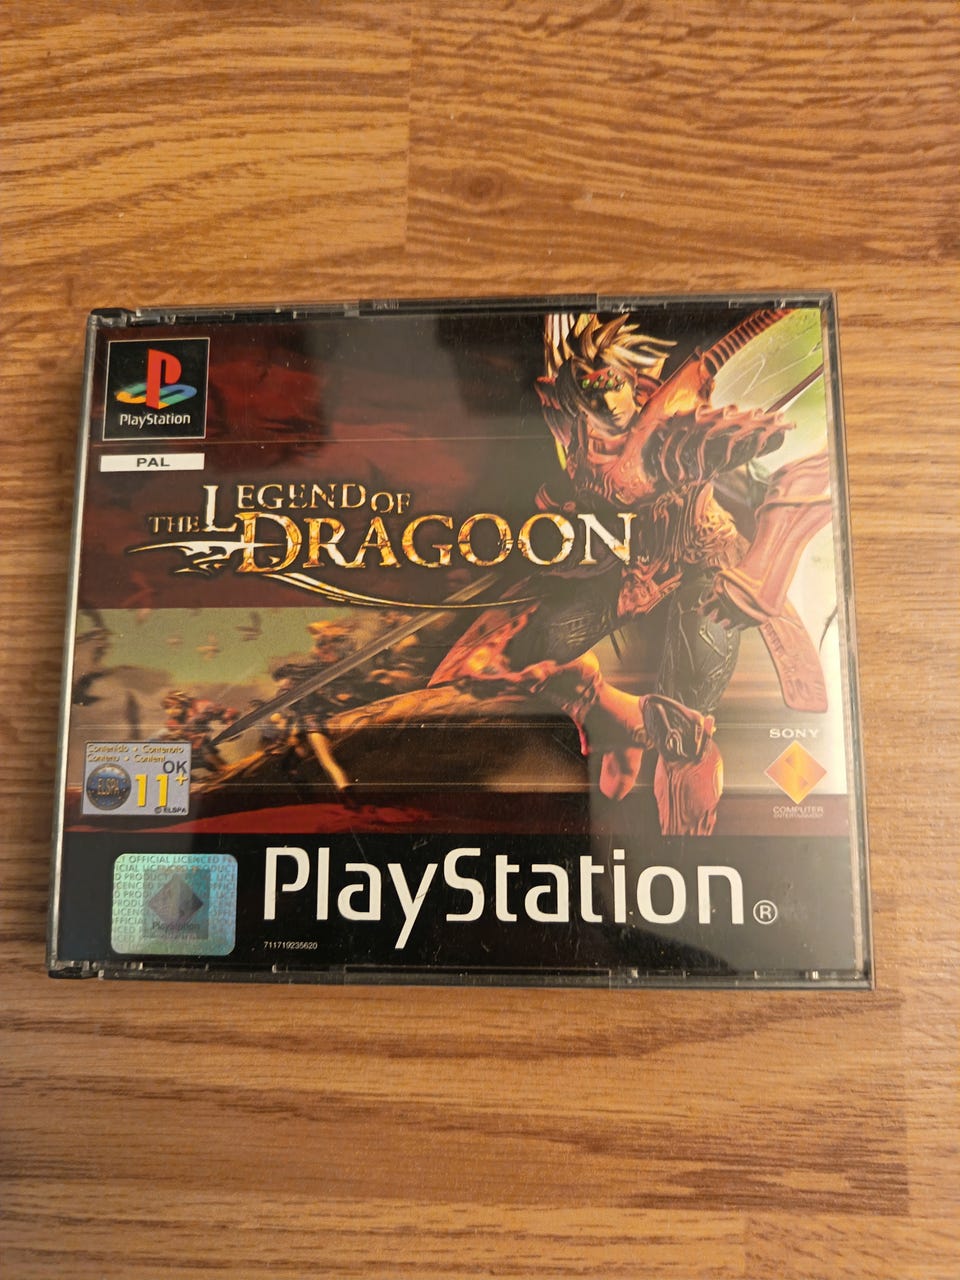 PlayStation
PAL
THE LEGEND OF
DRAGOON
Contenido • Contenuto
Contenu • Content
OK
ELSPA
11+
© ELSPA
SONY
COMPUTER
ENTERTAINMENT
OFFICIAL LICENCED
PlayStation
PlayStation®
711719235620